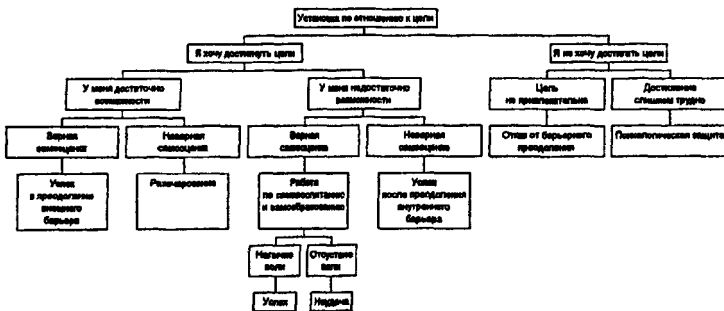 Установка по отношению к цели
Я хочу достигнуть цели
Я не хочу достигать цели
У меня достаточно
возможности
У меня недостаточно
возможности
Цель
не привлекательна
Достижение
слишком трудно
Верная
самооценка
Неверная
самооценка
Верная
самооценка
Неверная
самооценка
Отказ от барьерного
преодоления
Психологическая защита
Успех
в преодолении
внешнего
барьера
Разочарование
Работа
по самовоспитанию
и самообразованию
Успех
после преодоления
внутреннего
барьера
Наличие
воли
Отсутствие
воли
Успех
Неудача